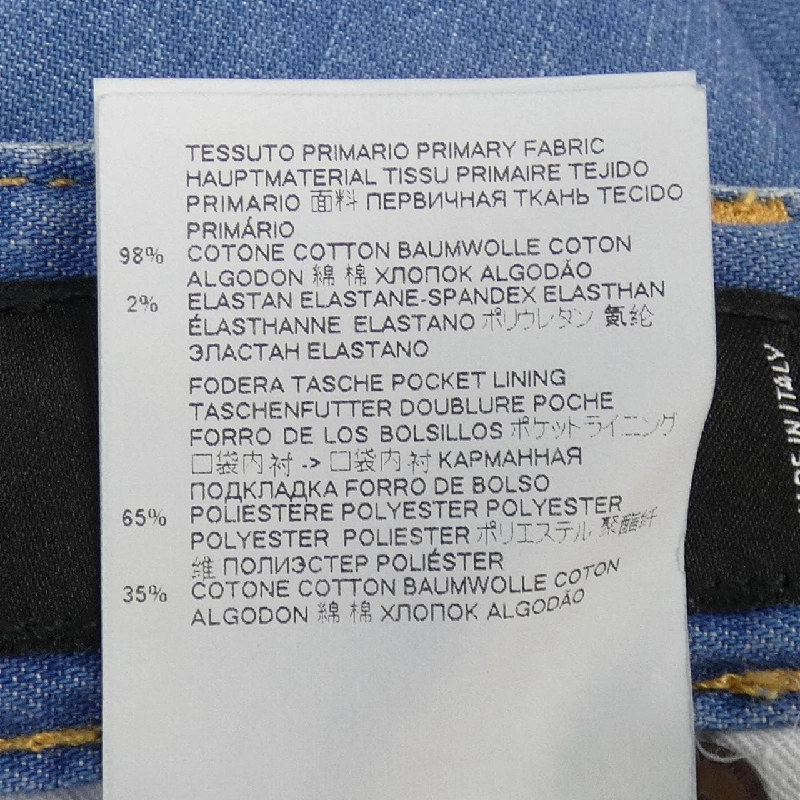 TESSUTO PRIMARIO PRIMARY FABRIC
HAUPTMATERIAL TISSU PRIMAIRE TEJIDO
PRIMARIO 面料 ПЕРВИЧНАЯ ТКАНЬ TECIDO
PRIMÁRIO
98% COTONE COTTON BAUMWOLLE COTON
ALGODON 綿 棉 ХЛОПОК ALGODÃO
2% ELASTAN ELASTANE-SPANDEX ELASTHAN
ÉLASTHANNE ELASTANO ポリウレタン 氨纶
ЭЛАСТАН ELASTANO
FODERA TASCHE POCKET LINING
TASCHENFUTTER DOUBLURE POCHE
FORRO DE LOS BOLSILLOS ポケットライニング
口袋内衬 -> 口袋内衬 КАРМАННАЯ
ПОДКЛАДКА FORRO DE BOLSO
65% POLIESTERE POLYESTER POLYESTER
POLYESTER POLIESTER ポリエステル 聚酯纤
维 ПОЛИЭСТЕР POLIÉSTER
35% COTONE COTTON BAUMWOLLE COTON
ALGODON 綿 棉 ХЛОПОК ALGODÃO
IN ITALY